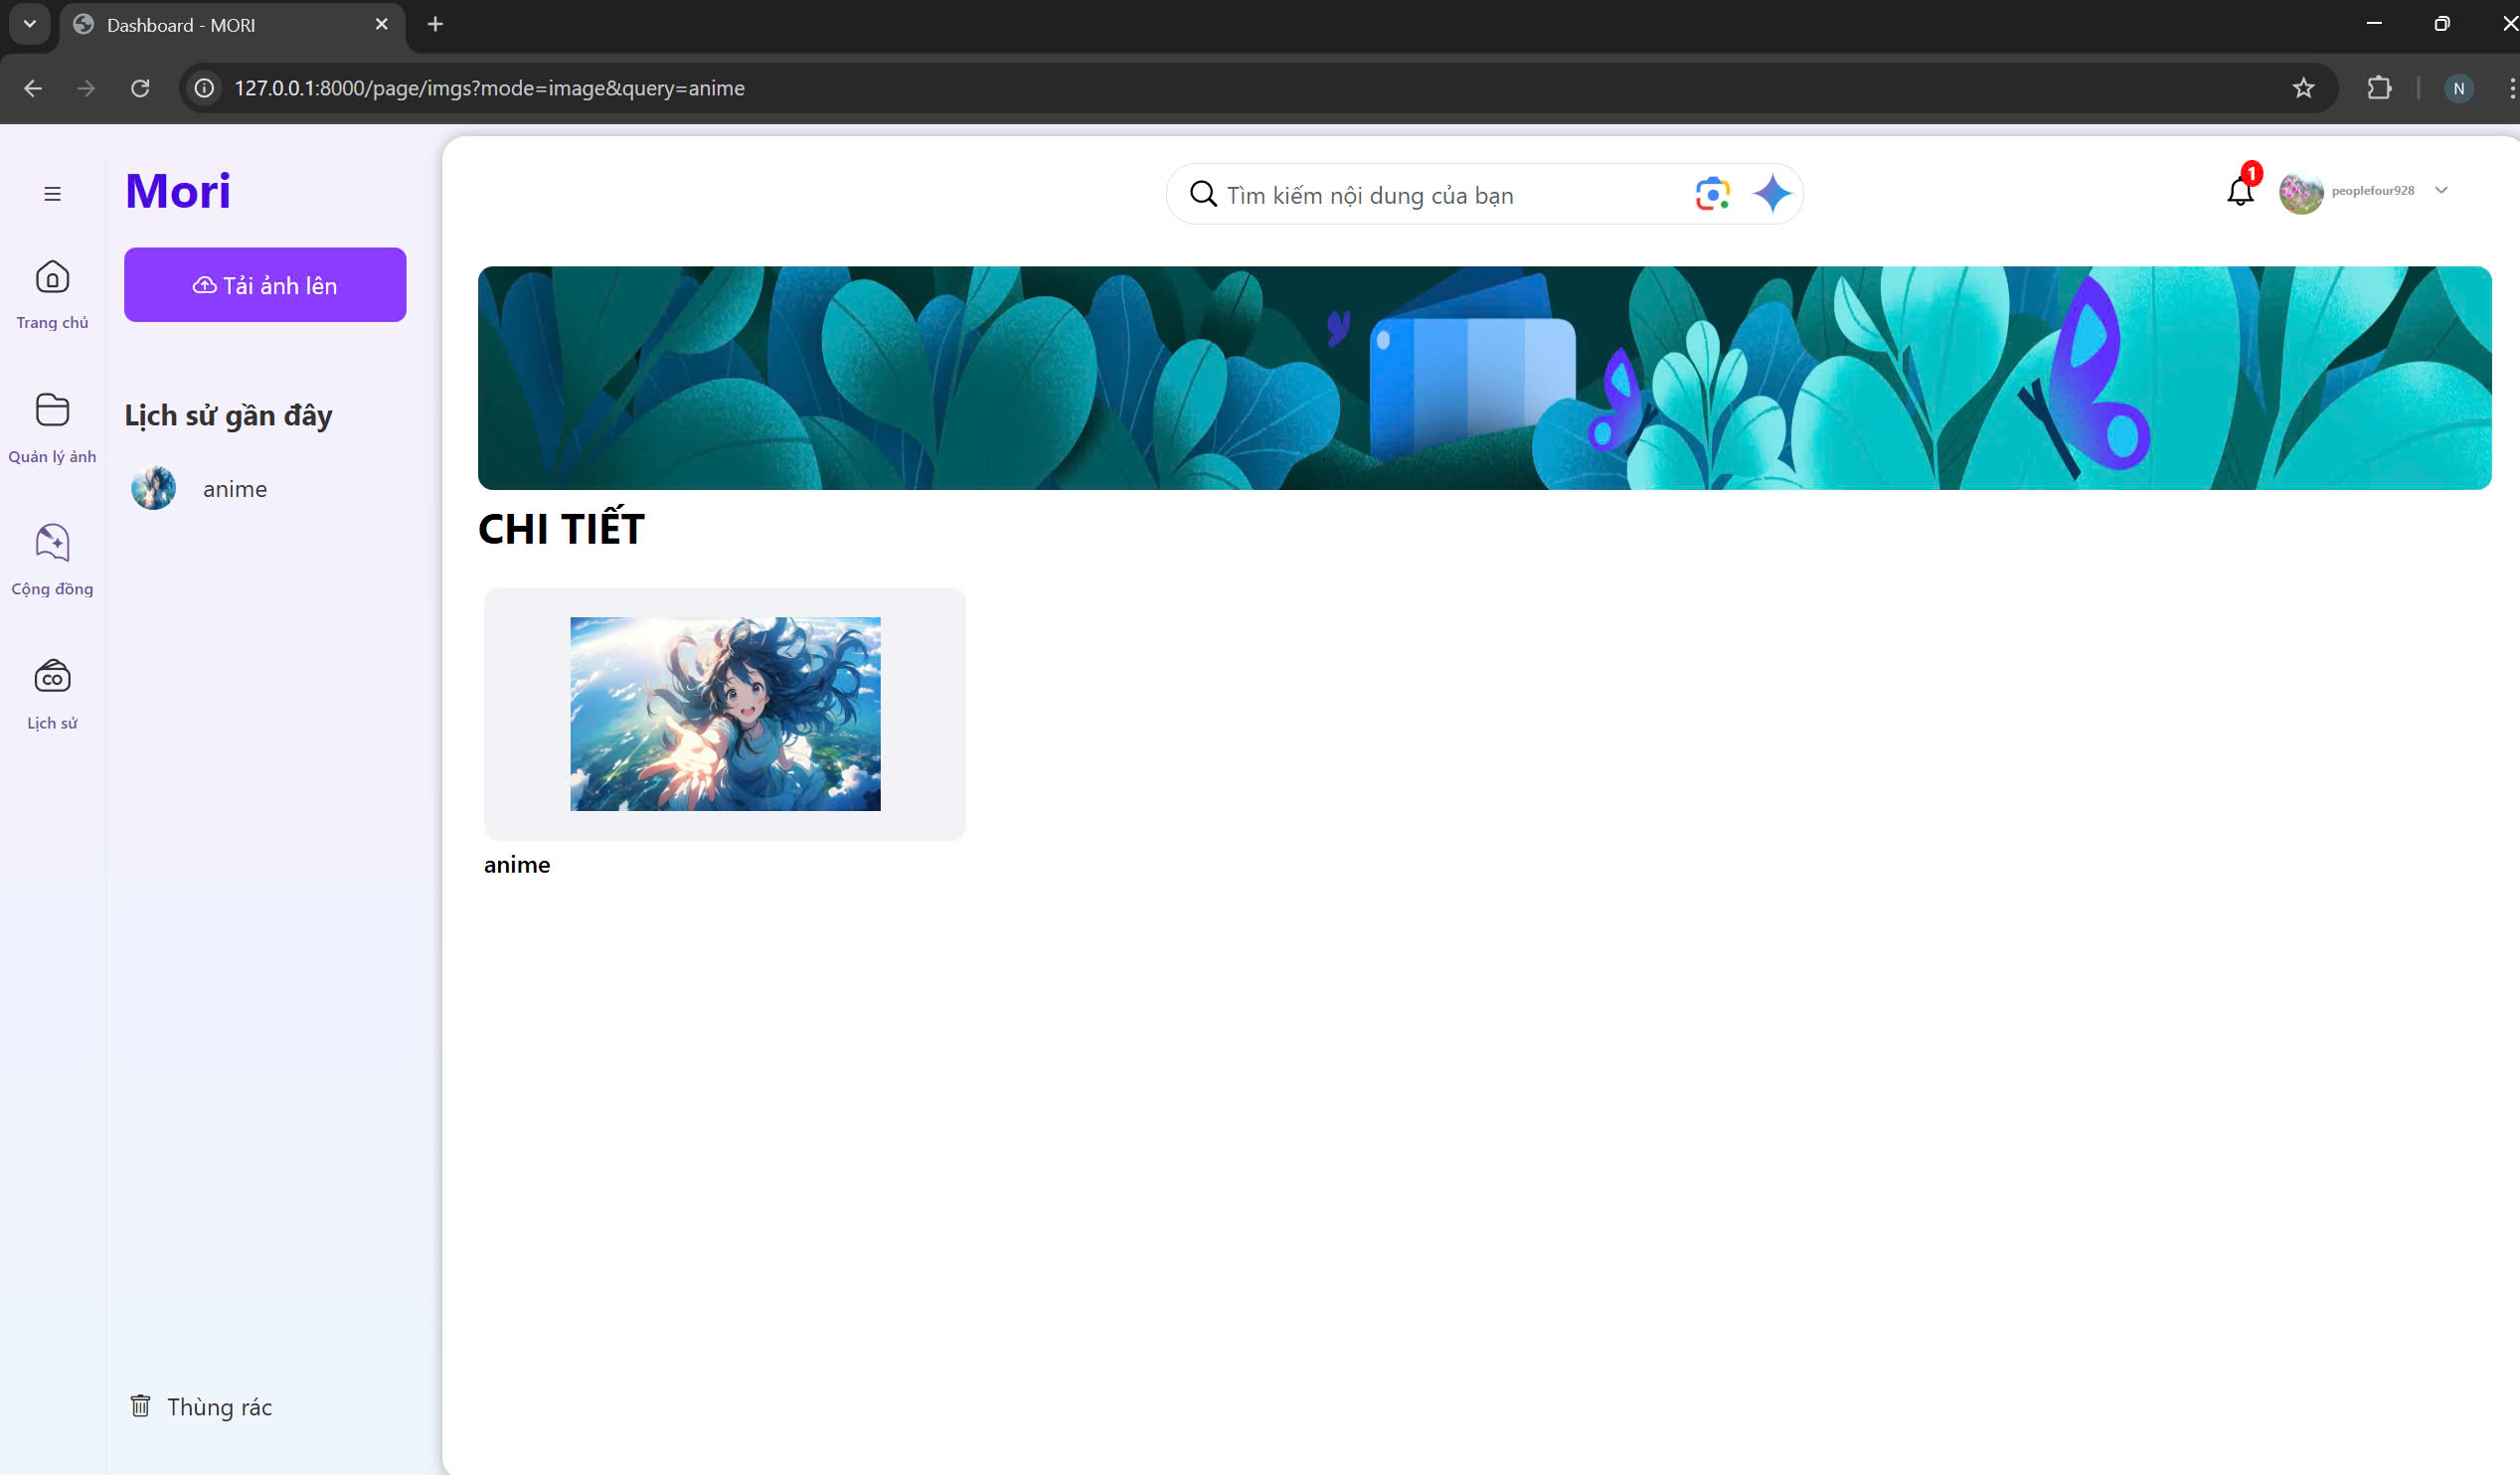 Dashboard - MORI
127.0.0.1:8000/page/imgs?mode=image&query=anime
N
Mori
Tìm kiếm nội dung của bạn
1
peoplefour928
Tải ảnh lên
Trang chủ
Lịch sử gần đây
Quản lý ảnh
anime
CHI TIẾT
Cộng đồng
CO
Lịch sử
anime
Thùng rác